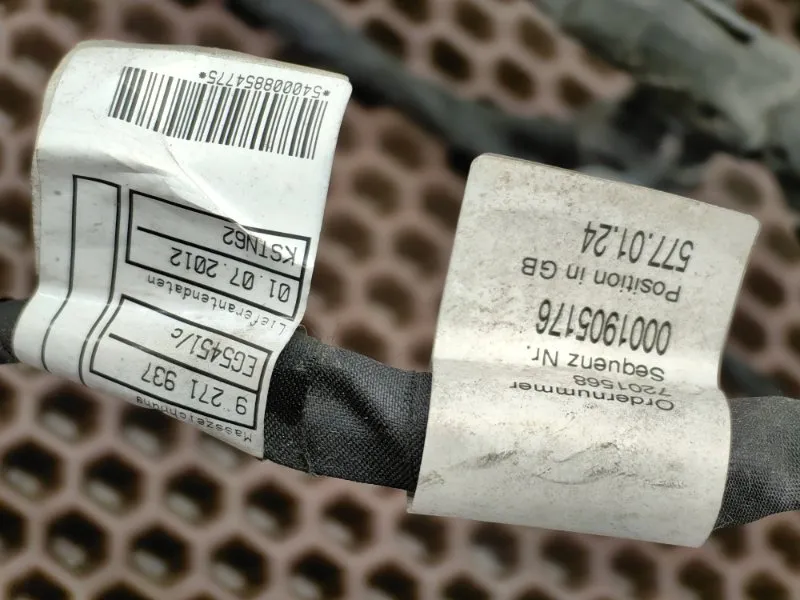 Masszeichnung
9 271 937
EG5451/c
Lieferantendaten
01.07.2012
KSTN62
*540008854775*
Ordernummer
7201568
Sequenz Nr.
0001905176
Position in GB
577.01.24